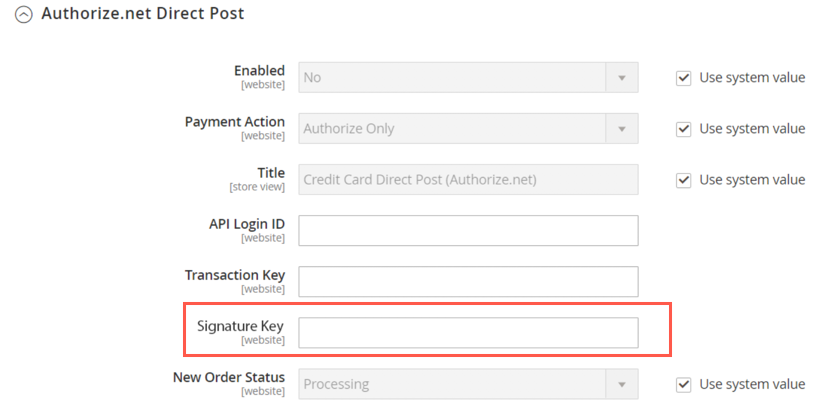 Authorize.net Direct Post
Enabled No Use system value
[website]
Payment Action Authorize Only Use system value
[website]
Title Credit Card Direct Post (Authorize.net) Use system value
[store view]
API Login ID
[website]
Transaction Key
[website]
Signature Key
[website]
New Order Status Processing Use system value
[website]